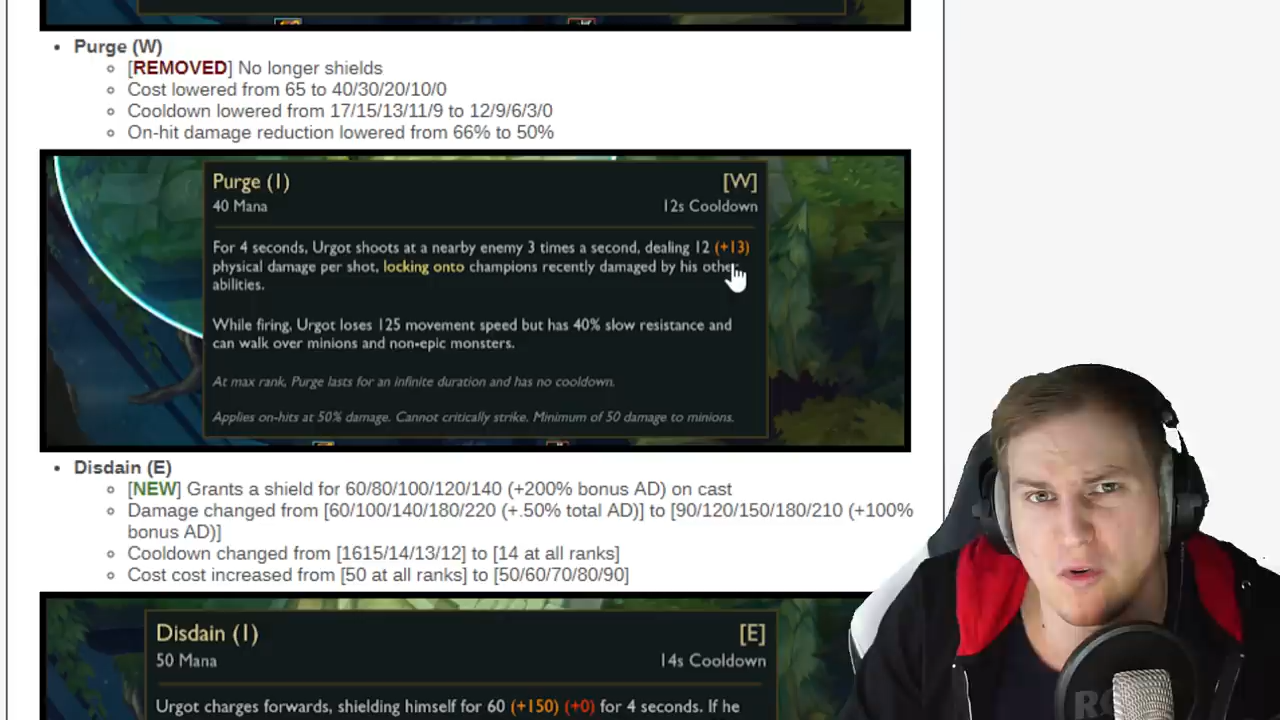 Purge (W)
[REMOVED] No longer shields
Cost lowered from 65 to 40/30/20/10/0
Cooldown lowered from 17/15/13/11/9 to 12/9/6/3/0
On-hit damage reduction lowered from 66% to 50%
Purge (1) [W]
40 Mana 12s Cooldown
For 4 seconds, Urgot shoots at a nearby enemy 3 times a second, dealing 12 (+13)
physical damage per shot, locking onto champions recently damaged by his other
abilities.
While firing, Urgot loses 125 movement speed but has 40% slow resistance and
can walk over minions and non-epic monsters.
At max rank, Purge lasts for an infinite duration and has no cooldown.
Applies on-hits at 50% damage. Cannot critically strike. Minimum of 50 damage to minions.
Disdain (E)
[NEW] Grants a shield for 60/80/100/120/140 (+200% bonus AD) on cast
Damage changed from [60/100/140/180/220 (+.50% total AD)] to [90/120/150/180/210 (+100%
bonus AD)]
Cooldown changed from [1615/14/13/12] to [14 at all ranks]
Cost cost increased from [50 at all ranks] to [50/60/70/80/90]
Disdain (1) [E]
50 Mana 14s Cooldown
Urgot charges forwards, shielding himself for 60 (+150) (+0) for 4 seconds. If he